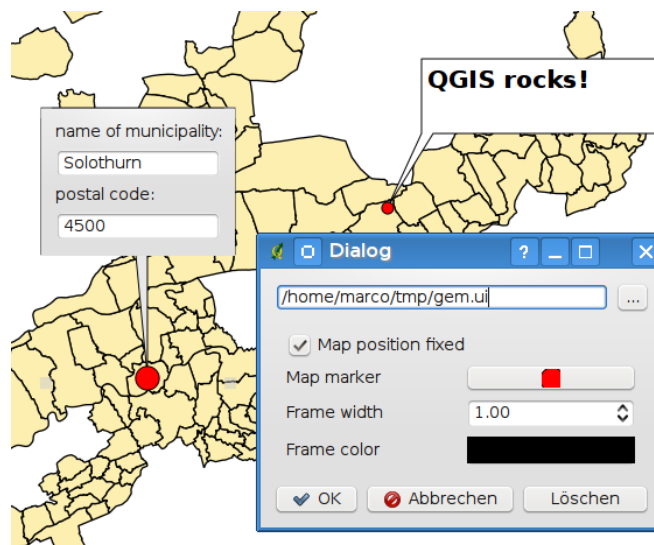 QGIS rocks!
name of municipality:
Solothurn
postal code:
4500
Dialog
?
/home/marco/tmp/gem.ui
...
Map position fixed
Map marker
Frame width
1.00
Frame color
OK
Abbrechen
Löschen